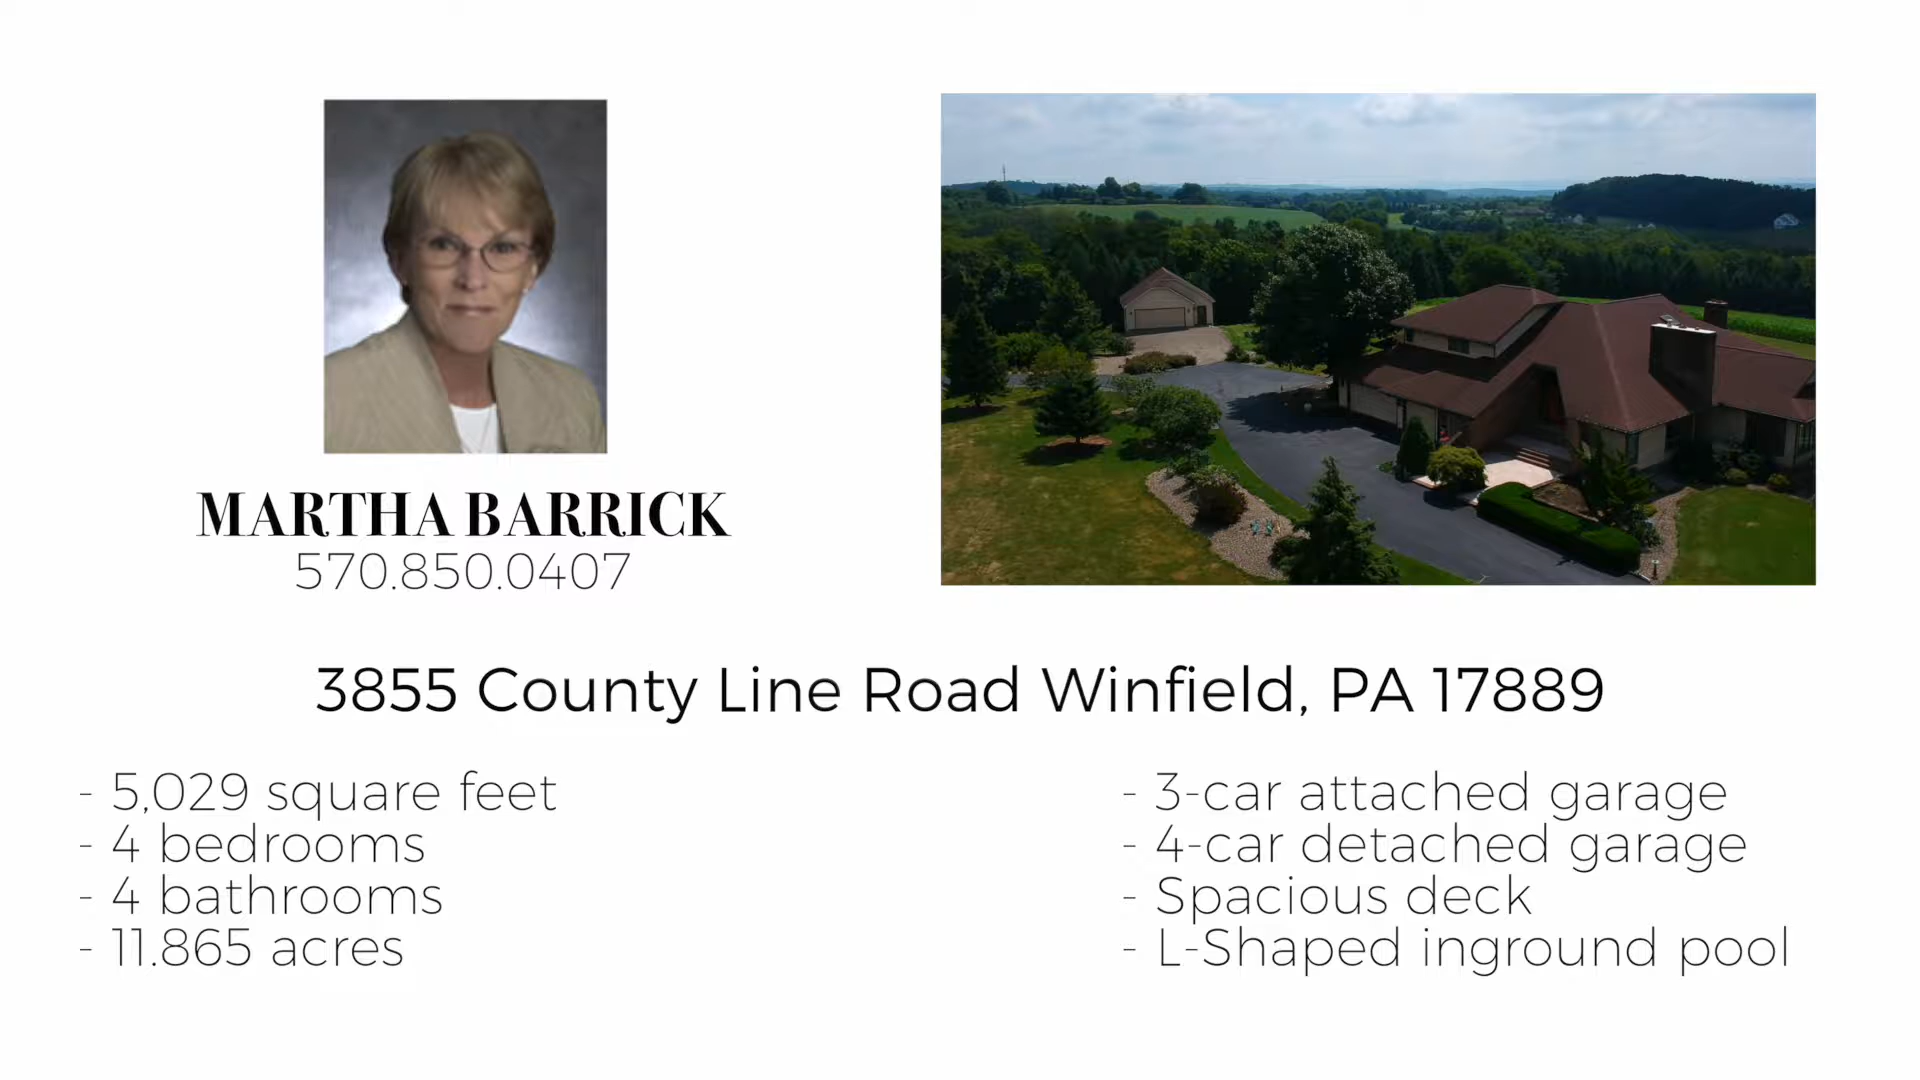 MARTHA BARRICK
570.850.0407
3855 County Line Road Winfield, PA 17889
- 5,029 square feet
- 4 bedrooms
- 4 bathrooms
- 11.865 acres
- 3-car attached garage
- 4-car detached garage
- Spacious deck
- L-Shaped inground pool